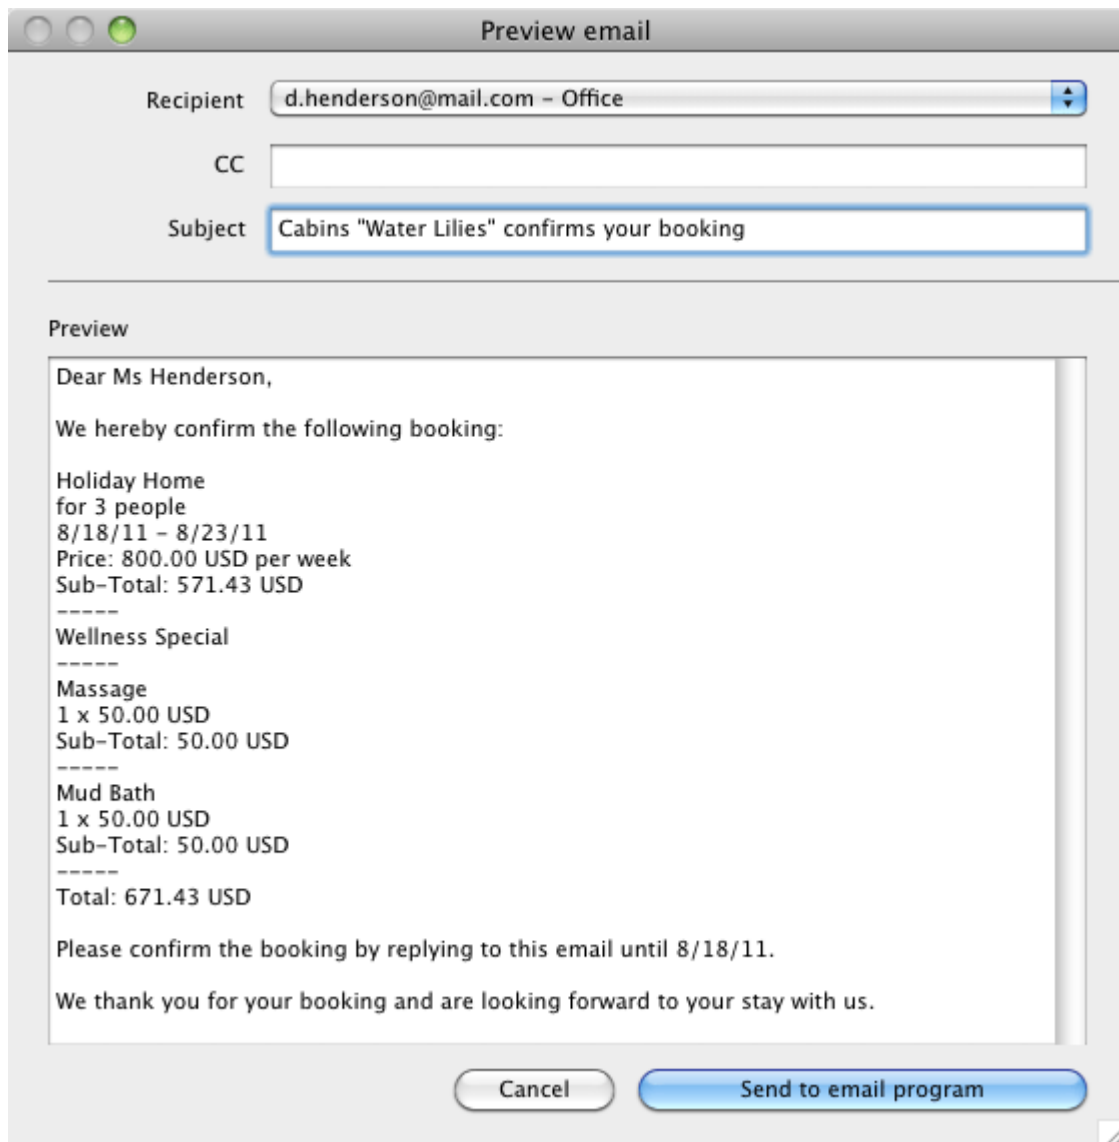 Preview email
Recipient d.henderson@mail.com – Office
CC
Subject Cabins "Water Lilies" confirms your booking
Preview
Dear Ms Henderson,
We hereby confirm the following booking:
Holiday Home
for 3 people
8/18/11 – 8/23/11
Price: 800.00 USD per week
Sub-Total: 571.43 USD
-----
Wellness Special
-----
Massage
1 x 50.00 USD
Sub-Total: 50.00 USD
-----
Mud Bath
1 x 50.00 USD
Sub-Total: 50.00 USD
-----
Total: 671.43 USD
Please confirm the booking by replying to this email until 8/18/11.
We thank you for your booking and are looking forward to your stay with us.
Cancel Send to email program